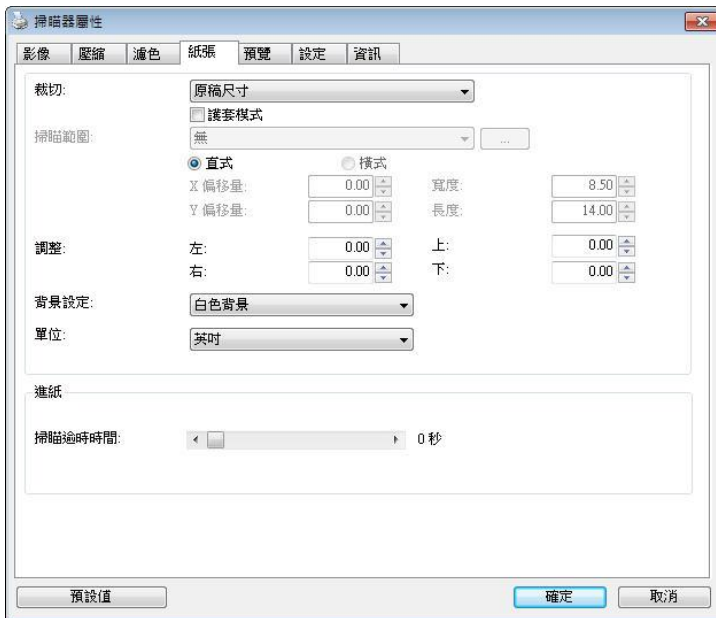 掃瞄器屬性
影像 壓縮 濾色 紙張 預覽 設定 資訊
裁切: 原稿尺寸
護套模式
掃瞄範圍: 無 ...
直式 橫式
X 偏移量: 0.00 寬度: 8.50
Y 偏移量: 0.00 長度: 14.00
調整: 左: 0.00 上: 0.00
右: 0.00 下: 0.00
背景設定: 白色背景
單位: 英吋
進紙
掃瞄逾時時間: 0 秒
預設值 確定 取消